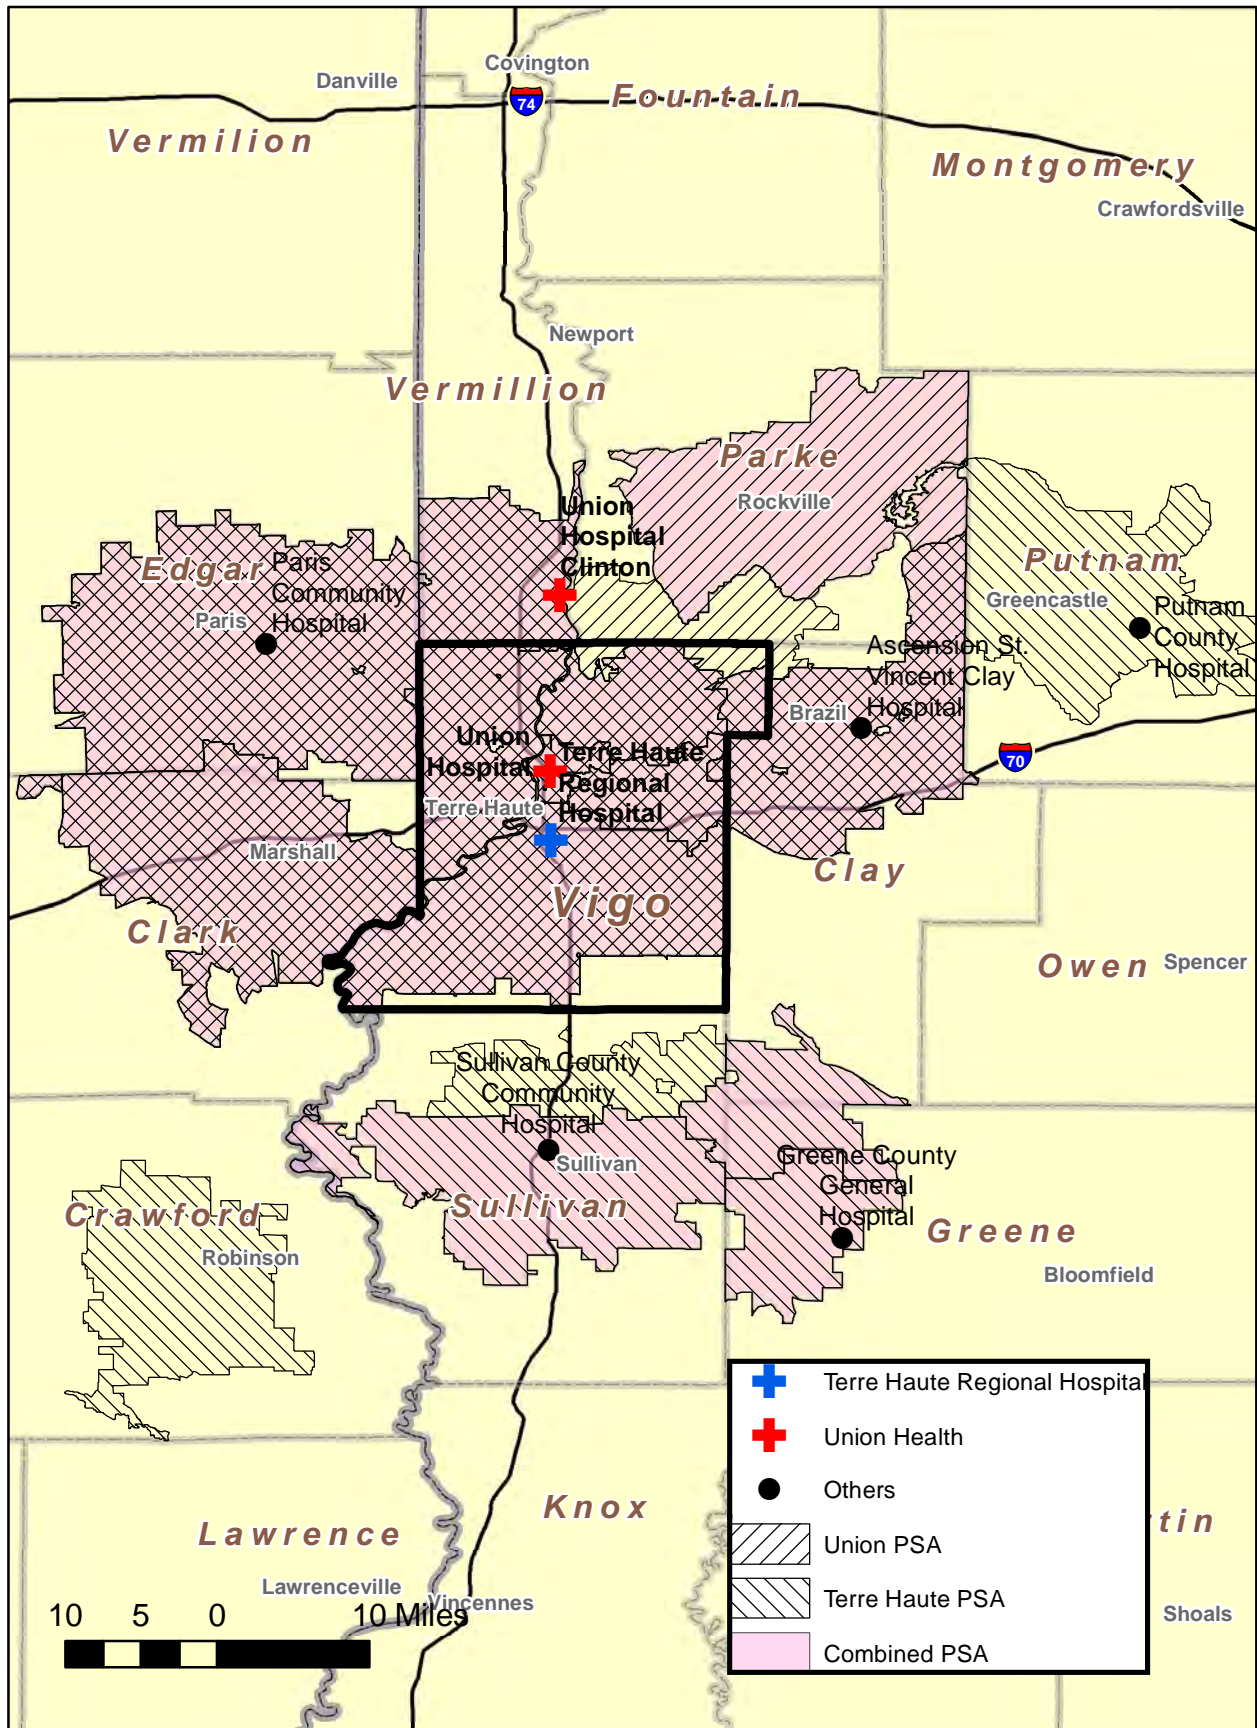 Covington
Danville
74
Fountain
Vermilion
Montgomery
Crawfordsville
Newport
Vermillion
Parke
Rockville
Union
Hospital
Clinton
Edgar
Paris
Community
Hospital
Paris
Putnam
Greencastle
Putnam
County
Hospital
Ascension St.
Vincent Clay
Hospital
Brazil
Union
Hospital
Terre Haute
Regional
Hospital
70
Terre Haute
Marshall
Clay
Vigo
Clark
Owen
Spencer
Sullivan County
Community
Hospital
Sullivan
Greene County
General
Hospital
Sullivan
Crawford
Greene
Robinson
Bloomfield
Terre Haute Regional Hospital
Union Health
Others
Union PSA
Terre Haute PSA
Combined PSA
Knox
tin
Lawrence
Lawrenceville
Vincennes
Shoals
10 5 0 10 Miles